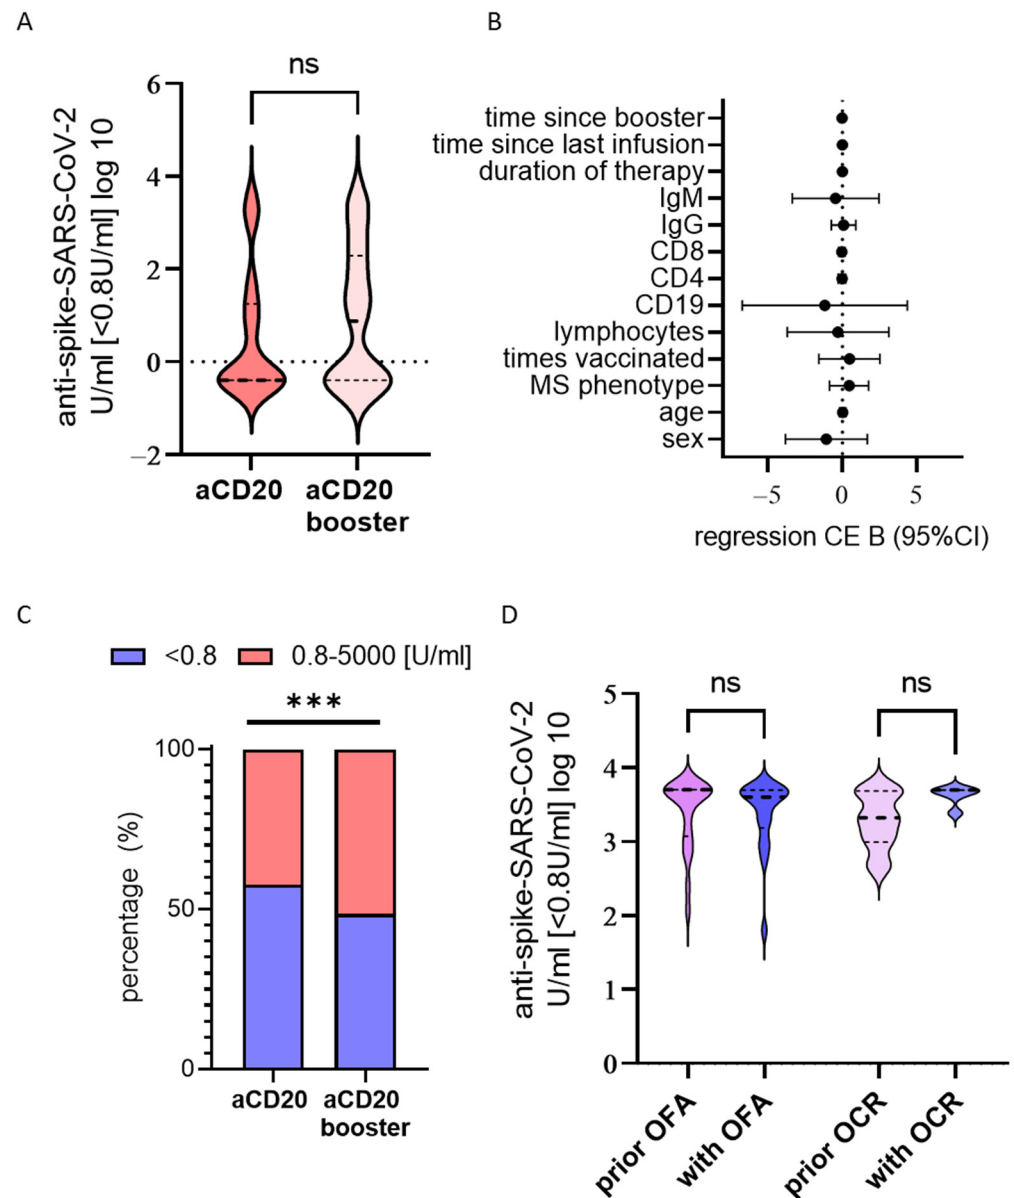 A
ns
anti-spike-SARS-CoV-2
U/ml [<0.8U/ml] log 10
6
4
2
0
−2
aCD20
aCD20
booster
B
time since booster
time since last infusion
duration of therapy
IgM
IgG
CD8
CD4
CD19
lymphocytes
times vaccinated
MS phenotype
age
sex
−5 0 5
regression CE B (95%CI)
C
<0.8 0.8-5000 [U/ml]
***
percentage (%)
100
50
0
aCD20
aCD20
booster
D
ns ns
anti-spike-SARS-CoV-2
U/ml [<0.8U/ml] log 10
5
4
3
2
1
0
prior OFA
with OFA
prior OCR
with OCR